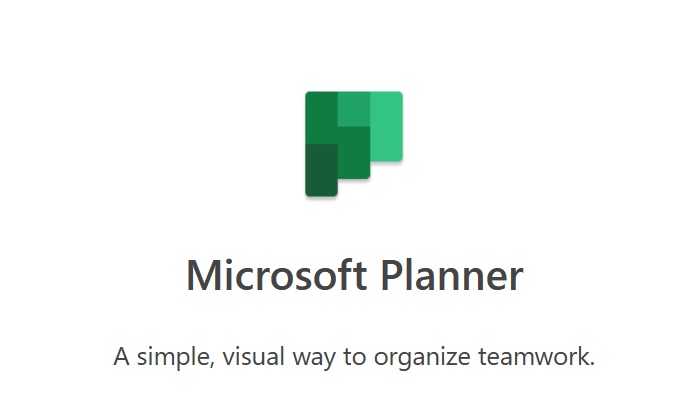 Microsoft Planner
A simple, visual way to organize teamwork.